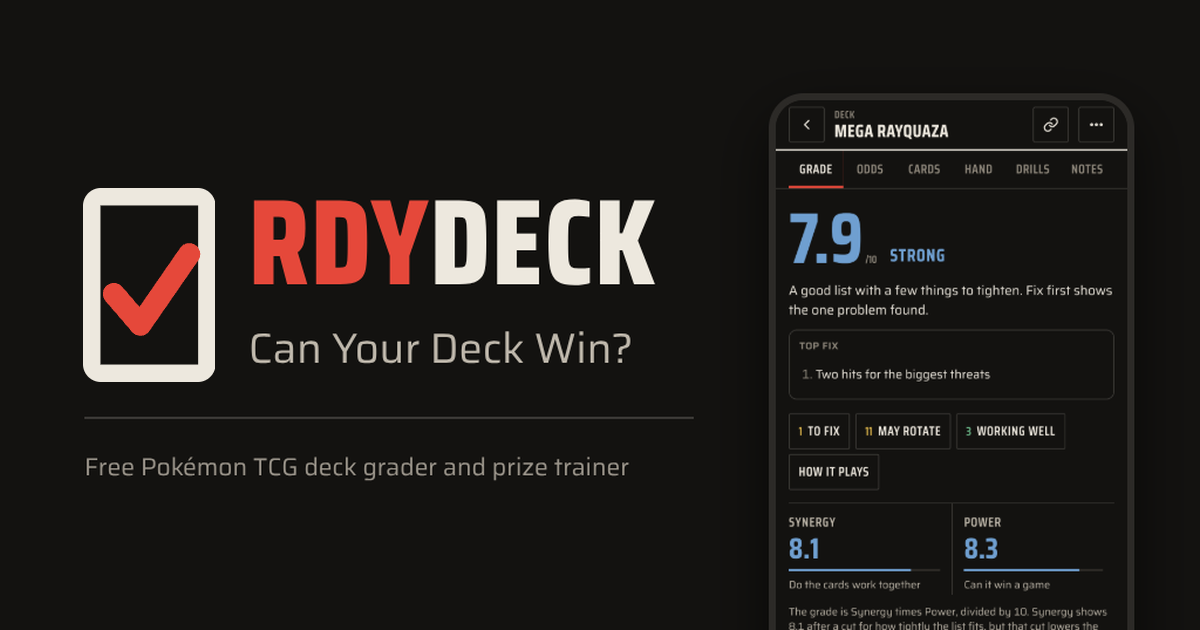 RDYDECK
Can Your Deck Win?
Free Pokémon TCG deck grader and prize trainer
DECK
MEGA RAYQUAZA
GRADE ODDS CARDS HAND DRILLS NOTES
7.9 /10 STRONG
A good list with a few things to tighten. Fix first shows
the one problem found.
TOP FIX
1. Two hits for the biggest threats
1 TO FIX 11 MAY ROTATE 3 WORKING WELL
HOW IT PLAYS
SYNERGY POWER
8.1 8.3
Do the cards work together Can it win a game
The grade is Synergy times Power, divided by 10. Synergy shows
8.1 after a cut for how tightly the list fits, but that cut lowers the